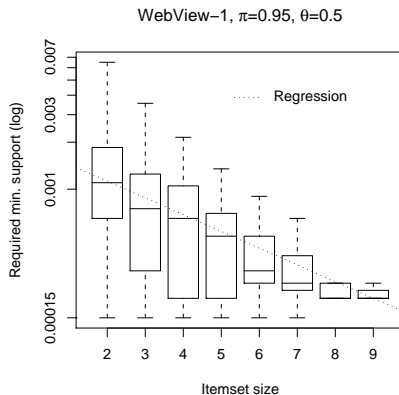 WebView−1, π=0.95, θ=0.5
0.007
0.003
0.001
0.00015
Required min. support (log)
Regression
2 3 4 5 6 7 8 9
Itemset size